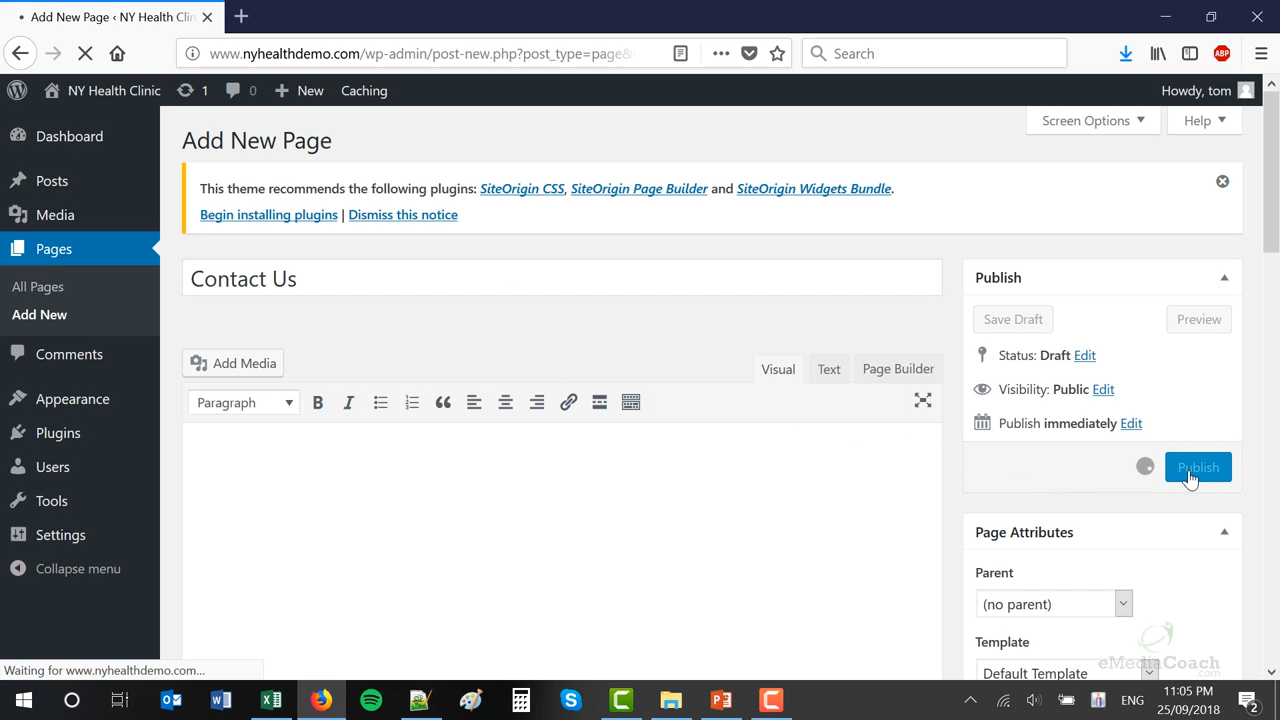 Add New Page ‹ NY Health Clin
www.nyhealthdemo.com/wp-admin/post-new.php?post_type=page&
Search
ABP
NY Health Clinic
1
0
New
Caching
Howdy, tom
Dashboard
Posts
Media
Pages
All Pages
Add New
Comments
Appearance
Plugins
Users
Tools
Settings
Collapse menu
Screen Options
Help
Add New Page
This theme recommends the following plugins: SiteOrigin CSS, SiteOrigin Page Builder and SiteOrigin Widgets Bundle.
Begin installing plugins | Dismiss this notice
Contact Us
Add Media
Visual
Text
Page Builder
Paragraph
B
I
Publish
Save Draft
Preview
Status: Draft Edit
Visibility: Public Edit
Publish immediately Edit
Publish
Page Attributes
Parent
(no parent)
Template
Default Template
eMediaCoach
.com
Waiting for www.nyhealthdemo.com...
ENG
11:05 PM
25/09/2018
2